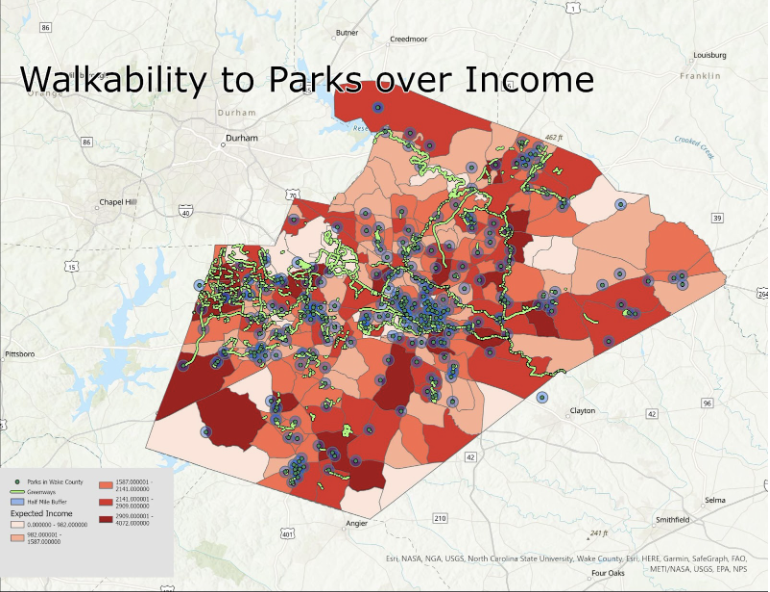 86
1
Butner
Creedmoor
Louisburg
Franklin
Walkability to Parks over Income
Orange
Durham
Durham
86
462 ft
Crooked Creek
Chapel Hill
70
40
39
15
264
Pittsboro
96
42
Clayton
42
Selma
210
Smithfield
Angier
401
241 ft
Four Oaks
Parks in Wake County
Greenways
Half Mile Buffer
Expected Income
0.000000 - 982.000000
982.000001 -
1587.000000
1587.000001 -
2141.000000
2141.000001 -
2909.000000
2909.000001 -
4072.000000
Esri, NASA, NGA, USGS, North Carolina State University, Wake County, Esri, HERE, Garmin, SafeGraph, FAO,
METI/NASA, USGS, EPA, NPS